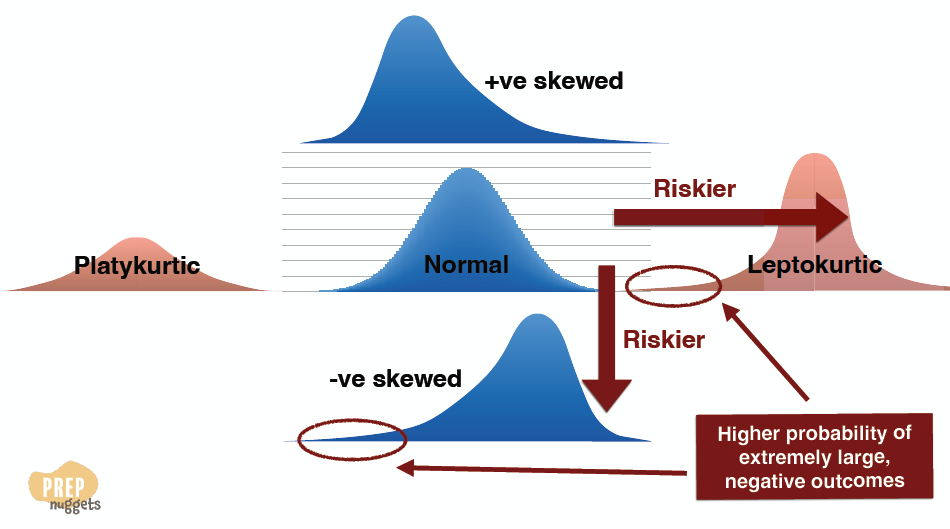 +ve skewed
Riskier
Platykurtic
Normal
Leptokurtic
Riskier
-ve skewed
Higher probability of
extremely large,
negative outcomes
PREP
nuggets